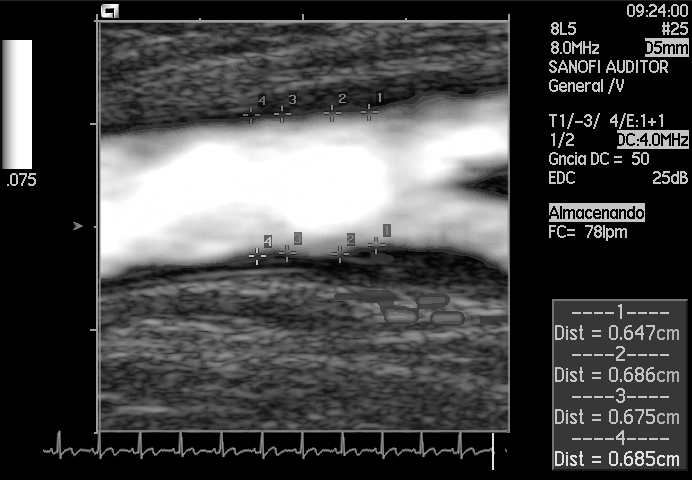 09:24:00
8L5 #25
8.0MHz D5mm
SANOFI AUDITOR
General /V
T1/-3/ 4/E:1+1
1/2 DC:4.0MHz
Gncia DC = 50
EDC 25dB
Almacenando
FC= 78lpm
.075
4 3 2 1
4 3 2 1
----1----
Dist = 0.647cm
----2----
Dist = 0.686cm
----3----
Dist = 0.675cm
----4----
Dist = 0.685cm